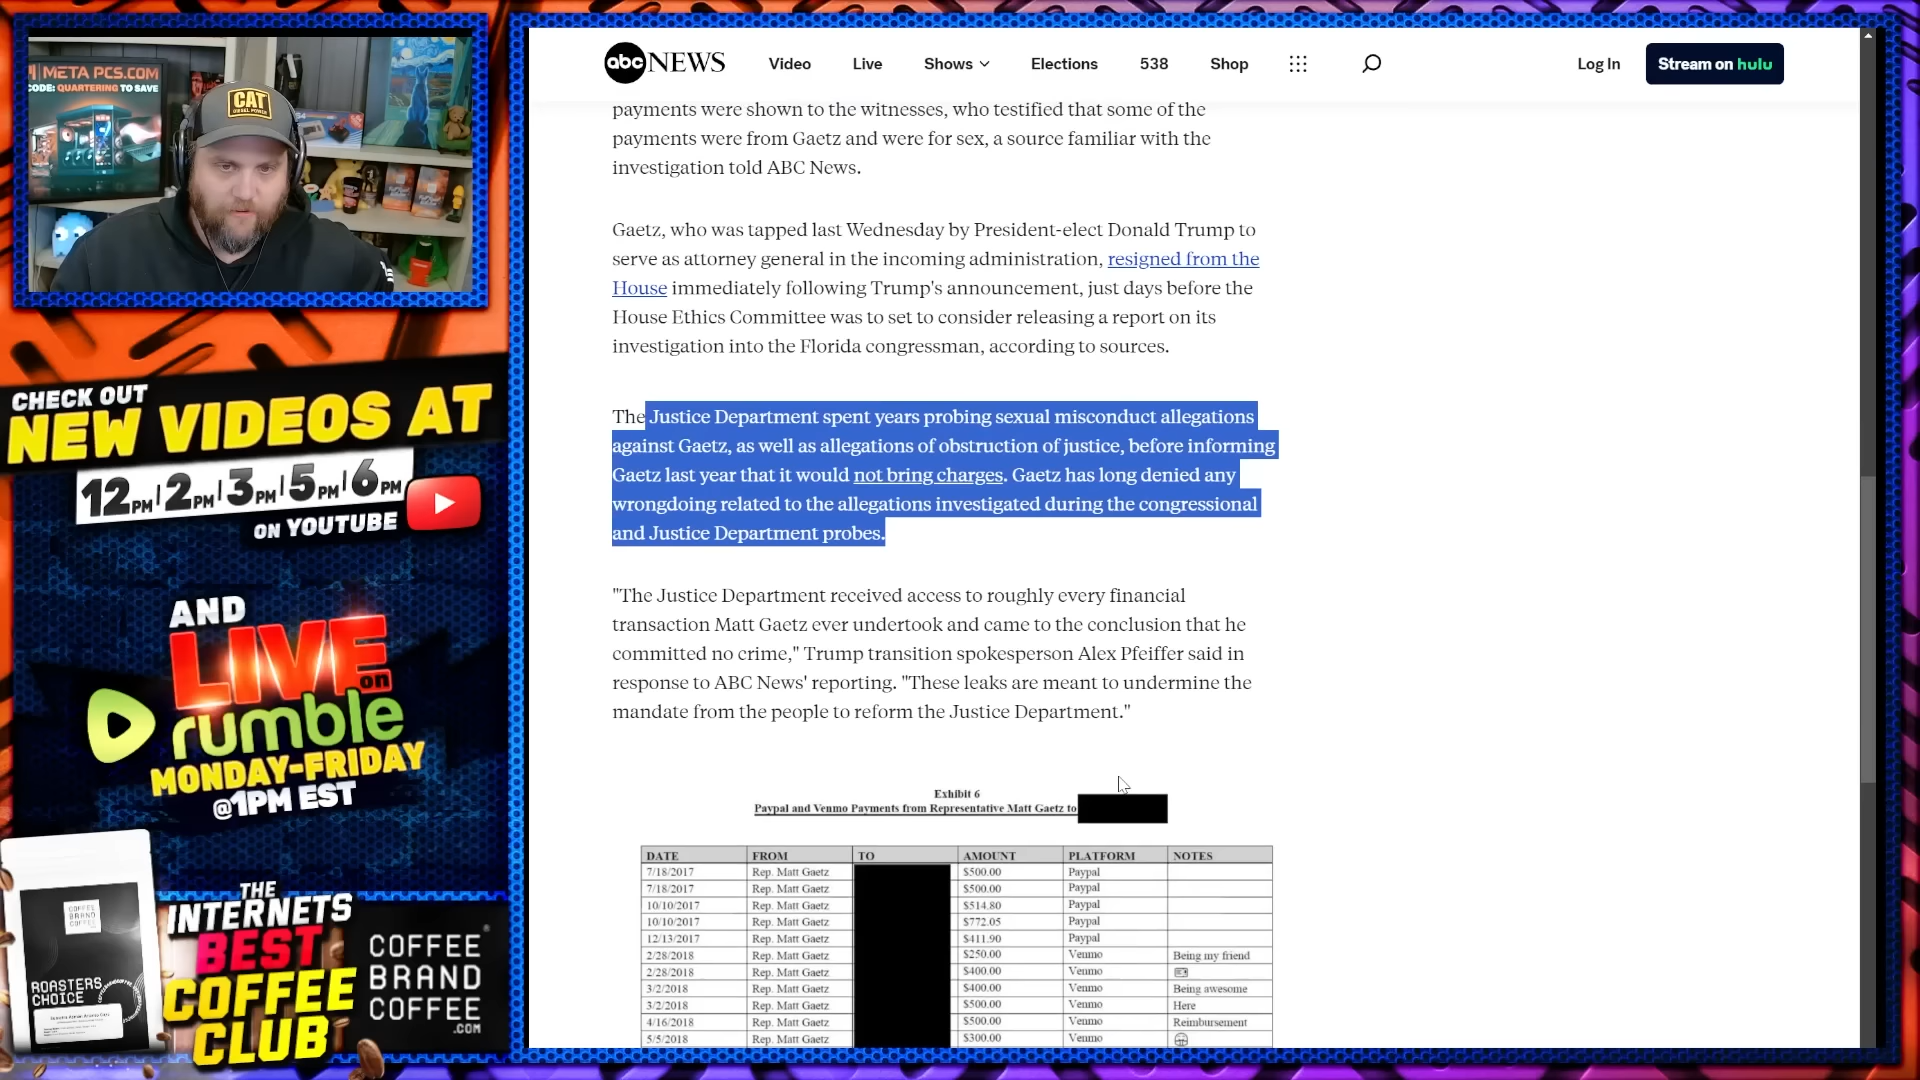 META PCS.COM
CODE: QUARTERING TO SAVE
CAT
DIESEL POWER
CHECK OUT
NEW VIDEOS AT
12PM | 2PM | 3PM | 5PM | 6PM
ON YOUTUBE
AND
LIVE
on
rumble
MONDAY-FRIDAY
@1PM EST
COFFEE
BRAND
COFFEE
ROASTERS
CHOICE
THE
INTERNETS
BEST
COFFEE
CLUB
COFFEE
BRAND
COFFEE
.COM
abc NEWS Video Live Shows Elections 538 Shop Log In Stream on hulu
payments were shown to the witnesses, who testified that some of the
payments were from Gaetz and were for sex, a source familiar with the
investigation told ABC News.
Gaetz, who was tapped last Wednesday by President-elect Donald Trump to
serve as attorney general in the incoming administration, resigned from the
House immediately following Trump's announcement, just days before the
House Ethics Committee was to set to consider releasing a report on its
investigation into the Florida congressman, according to sources.
The Justice Department spent years probing sexual misconduct allegations
against Gaetz, as well as allegations of obstruction of justice, before informing
Gaetz last year that it would not bring charges. Gaetz has long denied any
wrongdoing related to the allegations investigated during the congressional
and Justice Department probes.
"The Justice Department received access to roughly every financial
transaction Matt Gaetz ever undertook and came to the conclusion that he
committed no crime," Trump transition spokesperson Alex Pfeiffer said in
response to ABC News' reporting. "These leaks are meant to undermine the
mandate from the people to reform the Justice Department."
Exhibit 6
Paypal and Venmo Payments from Representative Matt Gaetz to
DATE FROM TO AMOUNT PLATFORM NOTES
7/18/2017 Rep. Matt Gaetz $500.00 Paypal
7/18/2017 Rep. Matt Gaetz $500.00 Paypal
10/10/2017 Rep. Matt Gaetz $514.80 Paypal
10/10/2017 Rep. Matt Gaetz $772.05 Paypal
12/13/2017 Rep. Matt Gaetz $411.90 Paypal
2/28/2018 Rep. Matt Gaetz $250.00 Venmo Being my friend
2/28/2018 Rep. Matt Gaetz $400.00 Venmo
3/2/2018 Rep. Matt Gaetz $400.00 Venmo Being awesome
3/2/2018 Rep. Matt Gaetz $500.00 Venmo Here
4/16/2018 Rep. Matt Gaetz $500.00 Venmo Reimbursement
5/5/2018 Rep. Matt Gaetz $300.00 Venmo